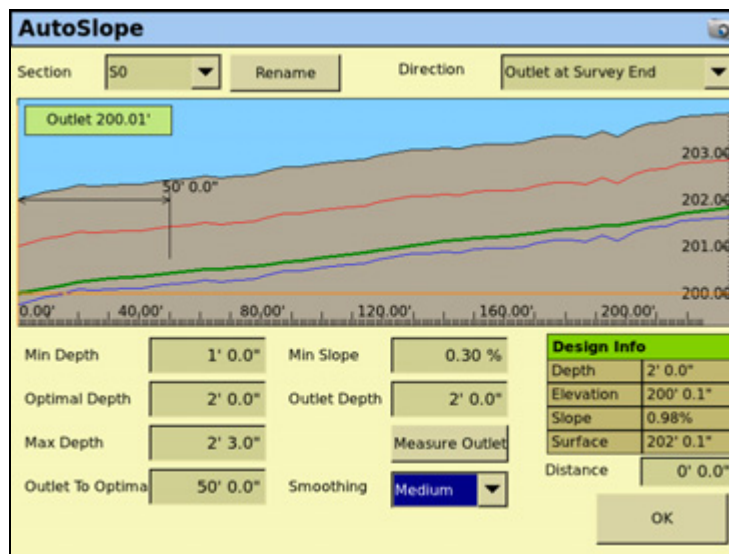 AutoSlope
Section S0 Rename Direction Outlet at Survey End
Outlet 200.01'
50' 0.0"
203.00
202.00
201.00
200.00
0.00' 40.00' 80.00' 120.00' 160.00' 200.00'
Min Depth 1' 0.0" Min Slope 0.30 %
Optimal Depth 2' 0.0" Outlet Depth 2' 0.0"
Max Depth 2' 3.0" Measure Outlet
Outlet To Optima 50' 0.0" Smoothing Medium
Design Info
Depth 2' 0.0"
Elevation 200' 0.1"
Slope 0.98%
Surface 202' 0.1"
Distance 0' 0.0"
OK